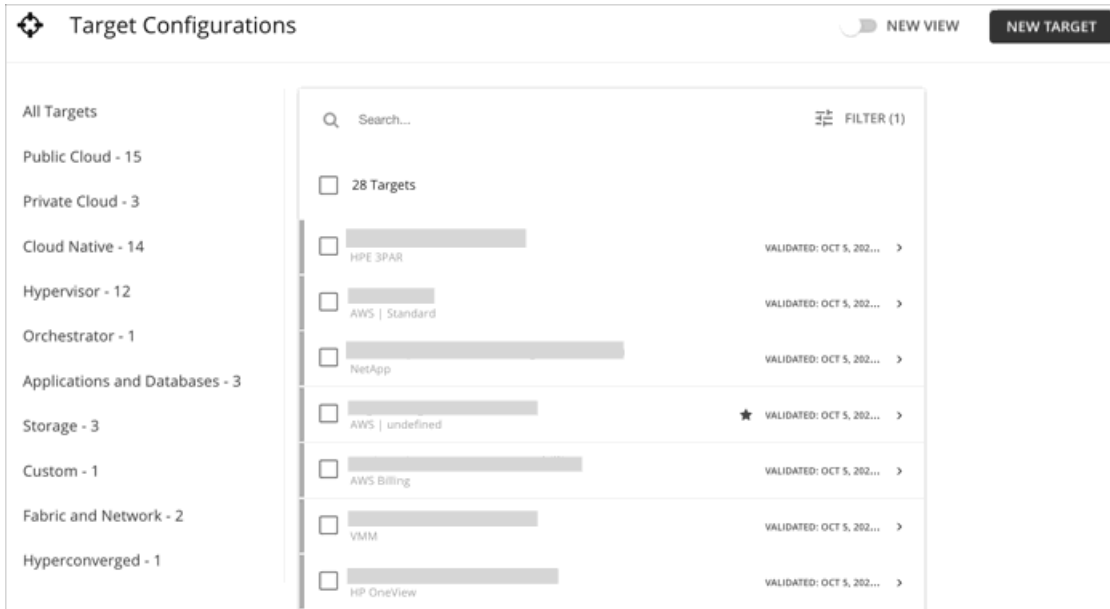 Target Configurations
NEW VIEW
NEW TARGET
All Targets
Public Cloud - 15
Private Cloud - 3
Cloud Native - 14
Hypervisor - 12
Orchestrator - 1
Applications and Databases - 3
Storage - 3
Custom - 1
Fabric and Network - 2
Hyperconverged - 1
Search...
FILTER (1)
28 Targets
HPE 3PAR
VALIDATED: OCT 5, 202...
AWS | Standard
VALIDATED: OCT 5, 202...
NetApp
VALIDATED: OCT 5, 202...
AWS | undefined
VALIDATED: OCT 5, 202...
AWS Billing
VALIDATED: OCT 5, 202...
VMM
VALIDATED: OCT 5, 202...
HP OneView
VALIDATED: OCT 5, 202...